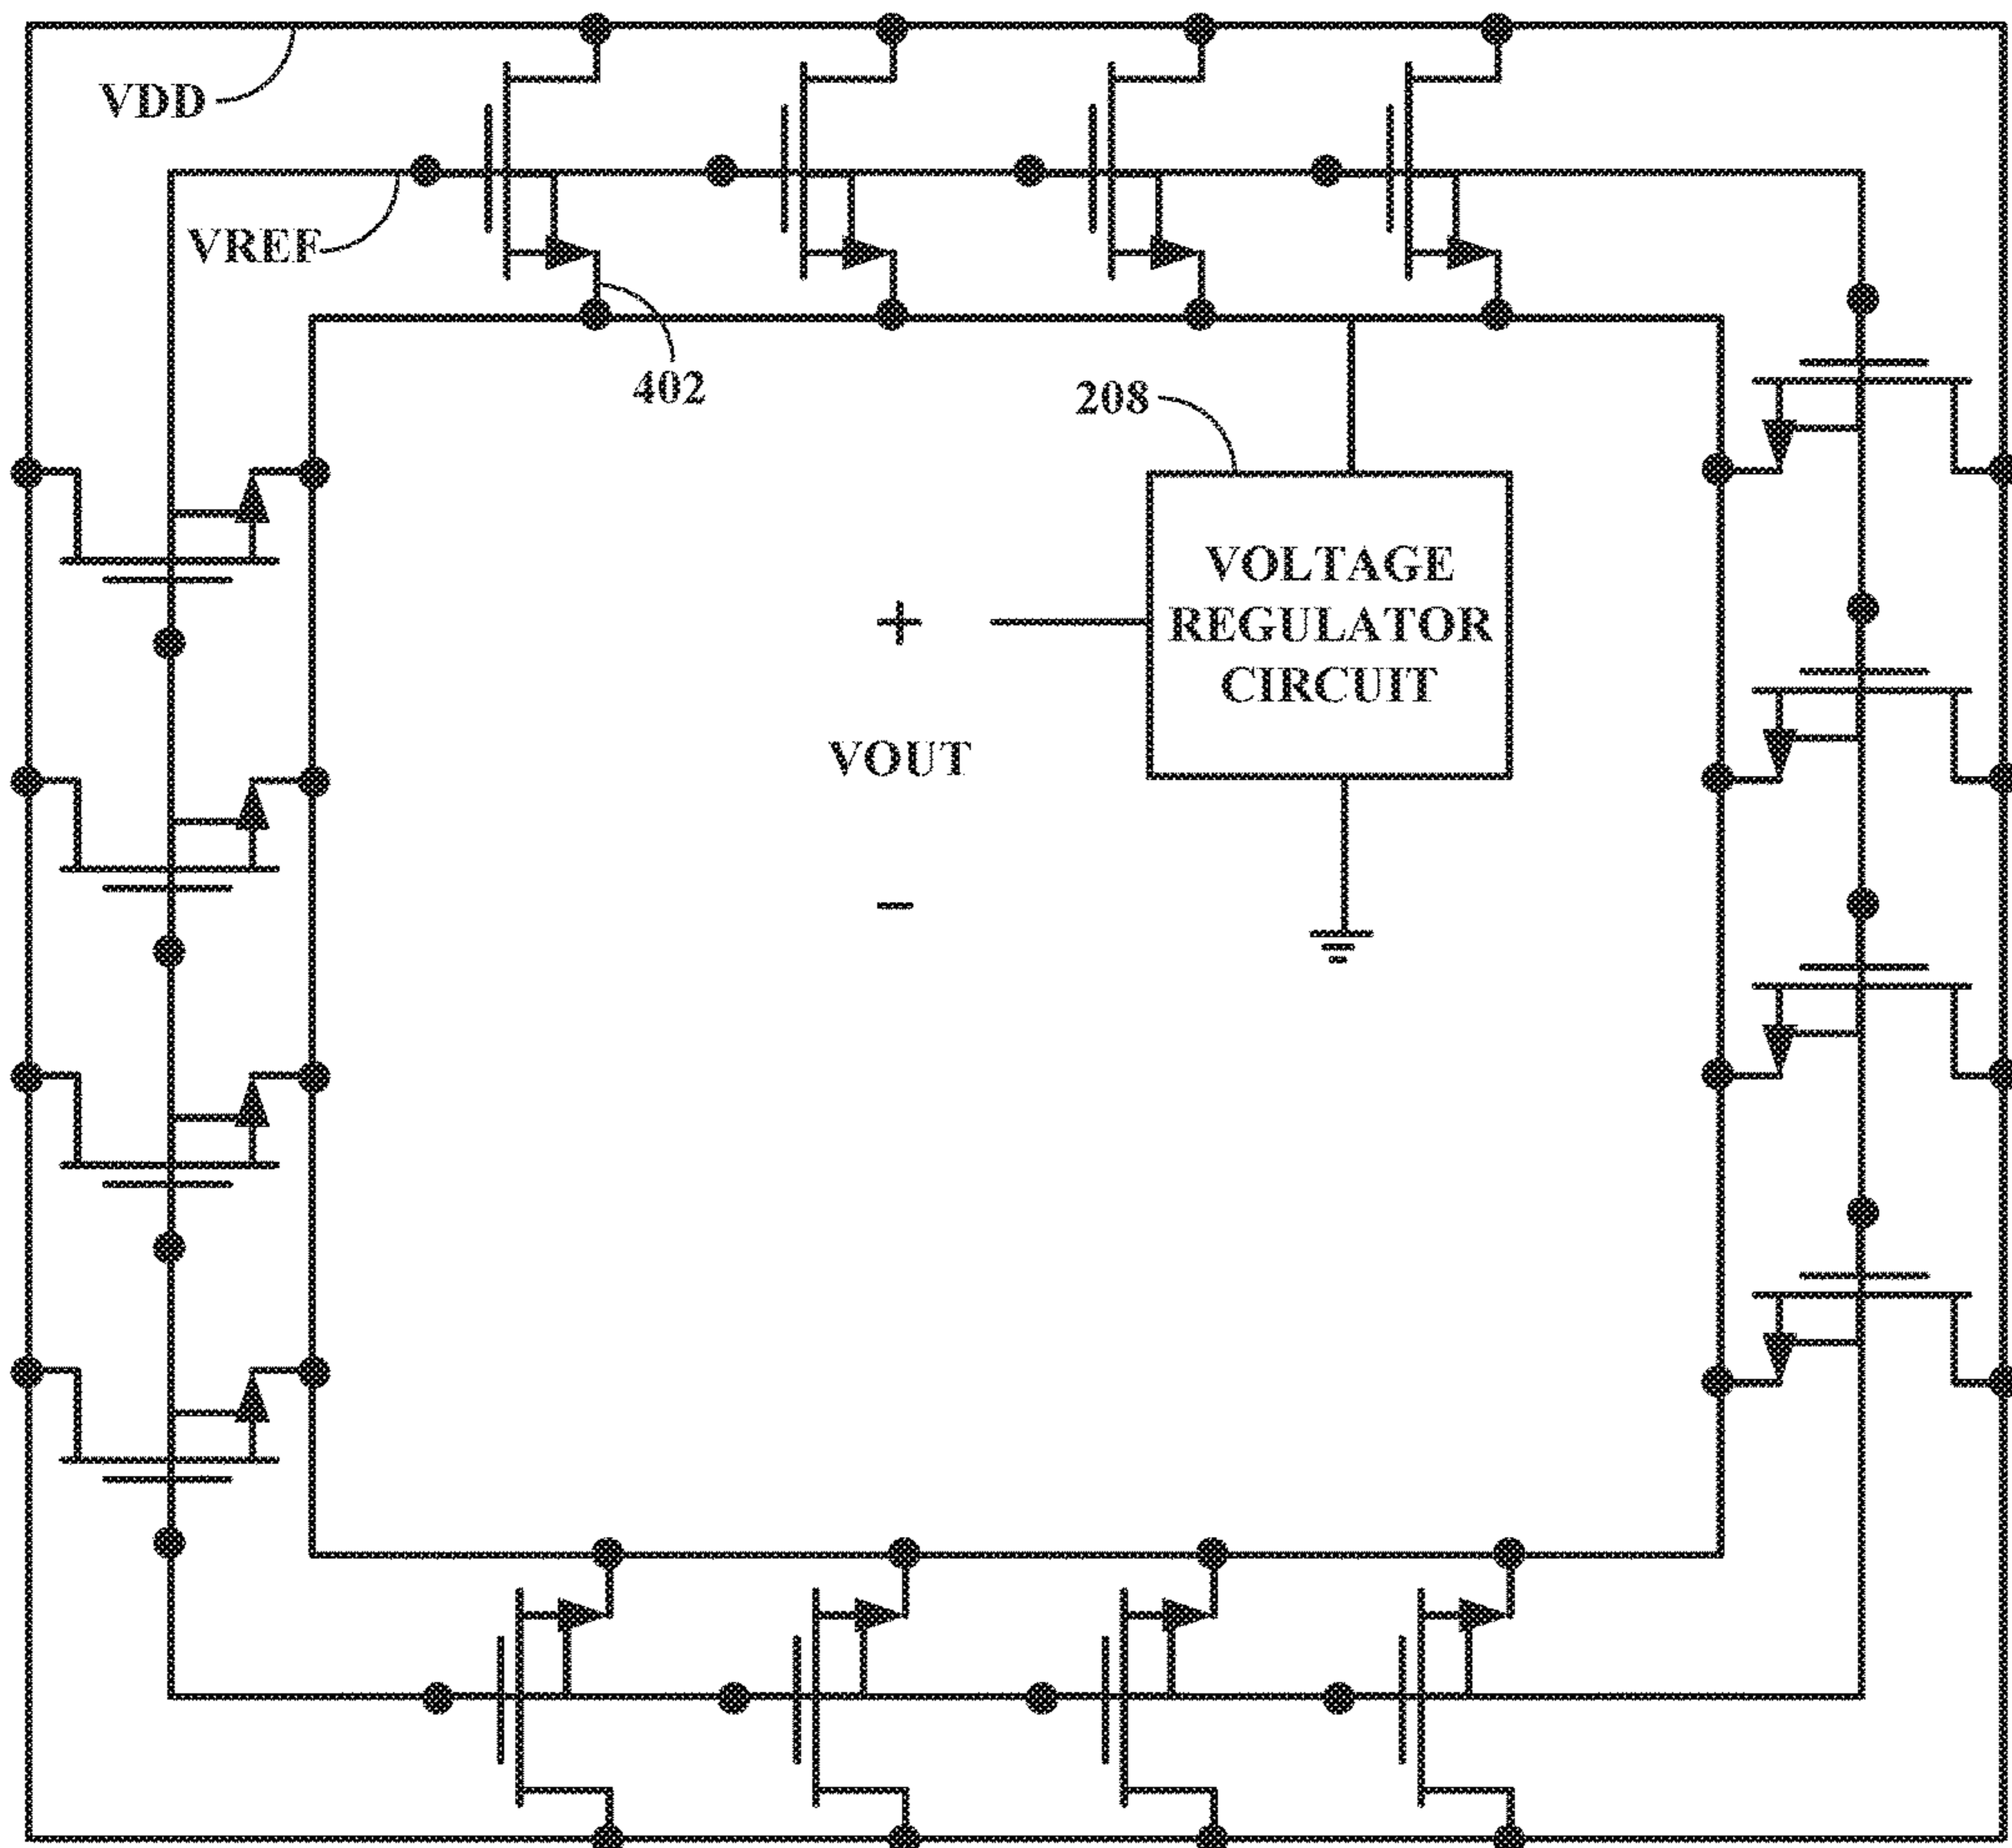 VDD
VREF
402
208
VOLTAGE
REGULATOR
CIRCUIT
+
VOUT
−